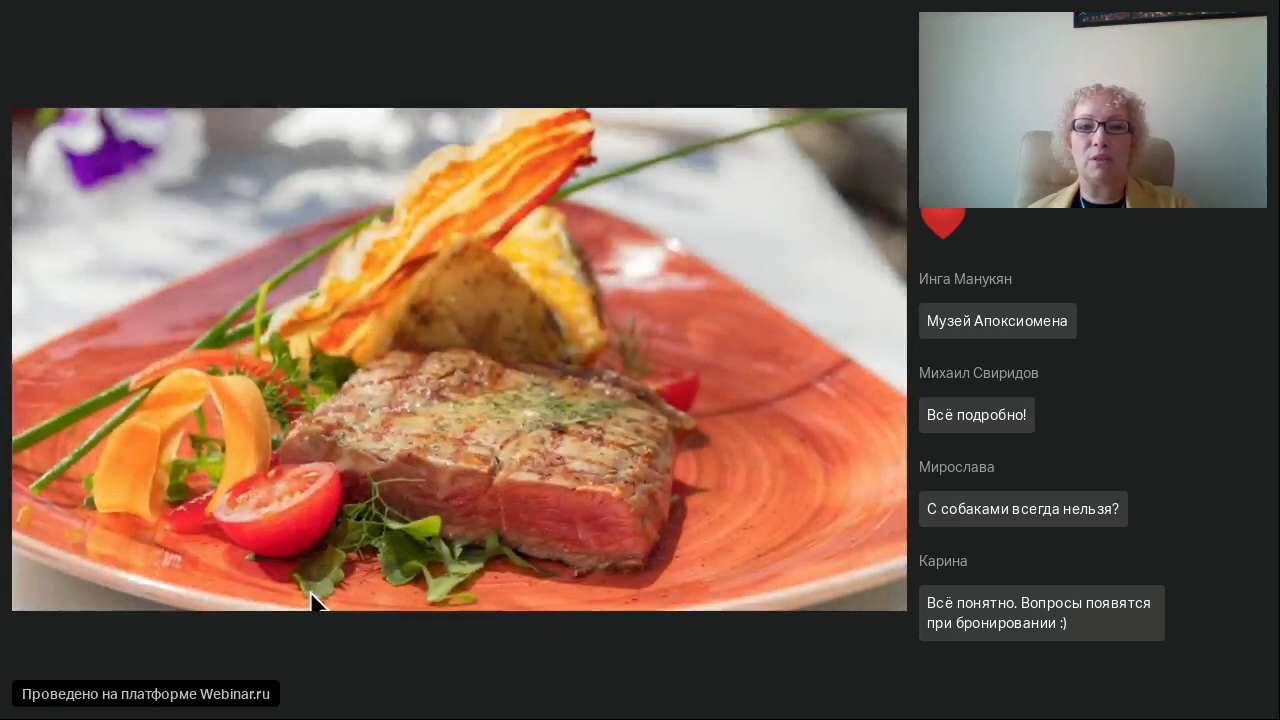 Инга Манукян
Музей Апоксиомена
Михаил Свиридов
Всё подробно!
Мирослава
С собаками всегда нельзя?
Карина
Всё понятно. Вопросы появятся
при бронировании :)
Проведено на платформе Webinar.ru